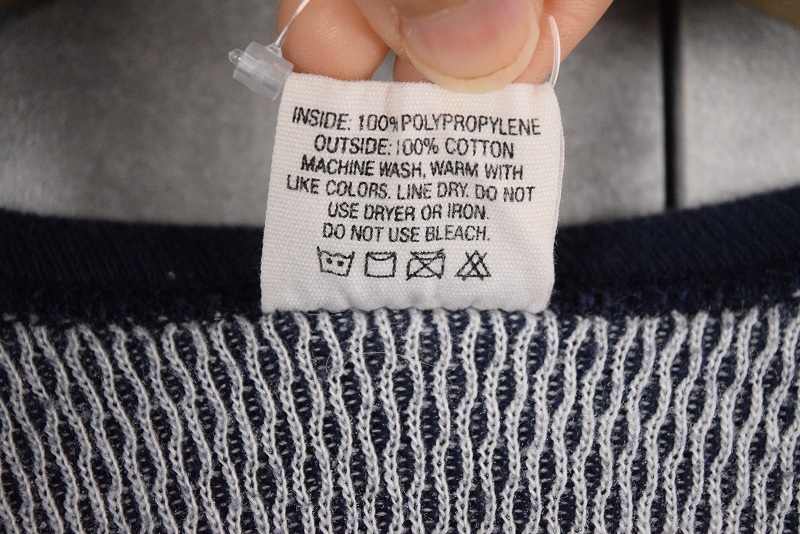 INSIDE: 100% POLYPROPYLENE
OUTSIDE: 100% COTTON
MACHINE WASH, WARM WITH
LIKE COLORS. LINE DRY. DO NOT
USE DRYER OR IRON.
DO NOT USE BLEACH.